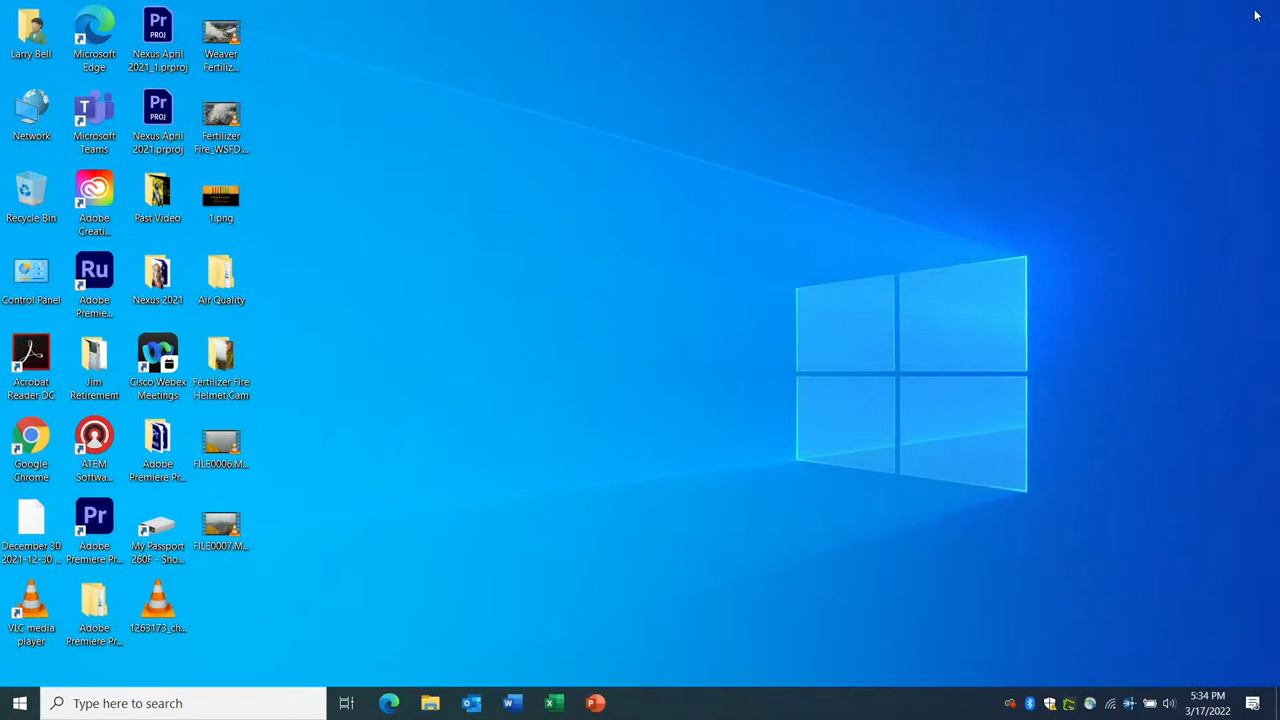 Larry Bell
Microsoft
Edge
Nexus April
2021_1.prproj
Weaver
Fertiliz...
Network
Microsoft
Teams
Nexus April
2021.prproj
Fertilizer
Fire_WSFD...
Recycle Bin
Adobe
Creati...
Past Video
1.png
Control Panel
Adobe
Premie...
Nexus 2021
Air Quality
Acrobat
Reader DC
Jim
Retirement
Cisco Webex
Meetings
Fertilizer Fire
Helmet Cam
Google
Chrome
ATEM
Softwa...
Adobe
Premiere Pr...
FILE0006.M...
December 30
2021-12-30 ...
Adobe
Premiere Pr...
My Passport
260F - Sho...
FILE0007.M...
VLC media
player
Adobe
Premiere Pr...
1263173_ch...
Type here to search
5:34 PM
3/17/2022